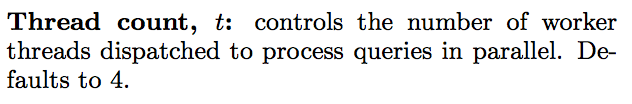 Thread count, t: controls the number of worker
threads dispatched to process queries in parallel. De-
faults to 4.